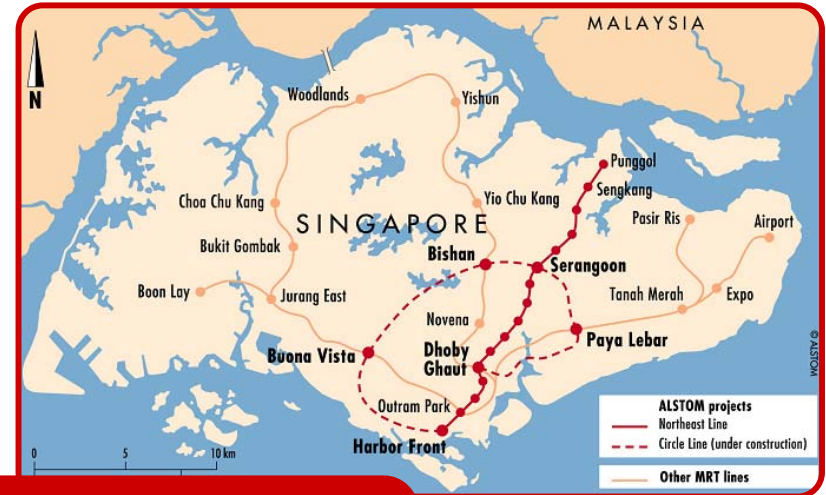 MALAYSIA
N
Woodlands
Yishun
Punggol
Sengkang
Choa Chu Kang
Yio Chu Kang
Pasir Ris
Airport
SINGAPORE
Bukit Gombak
Bishan
Serangoon
Boon Lay
Jurang East
Tanah Merah
Expo
Novena
Buona Vista
Dhoby
Ghaut
Paya Lebar
Outram Park
Harbor Front
ALSTOM projects
Northeast Line
Circle Line (under construction)
Other MRT lines
0 5 10 km
© ALSTOM